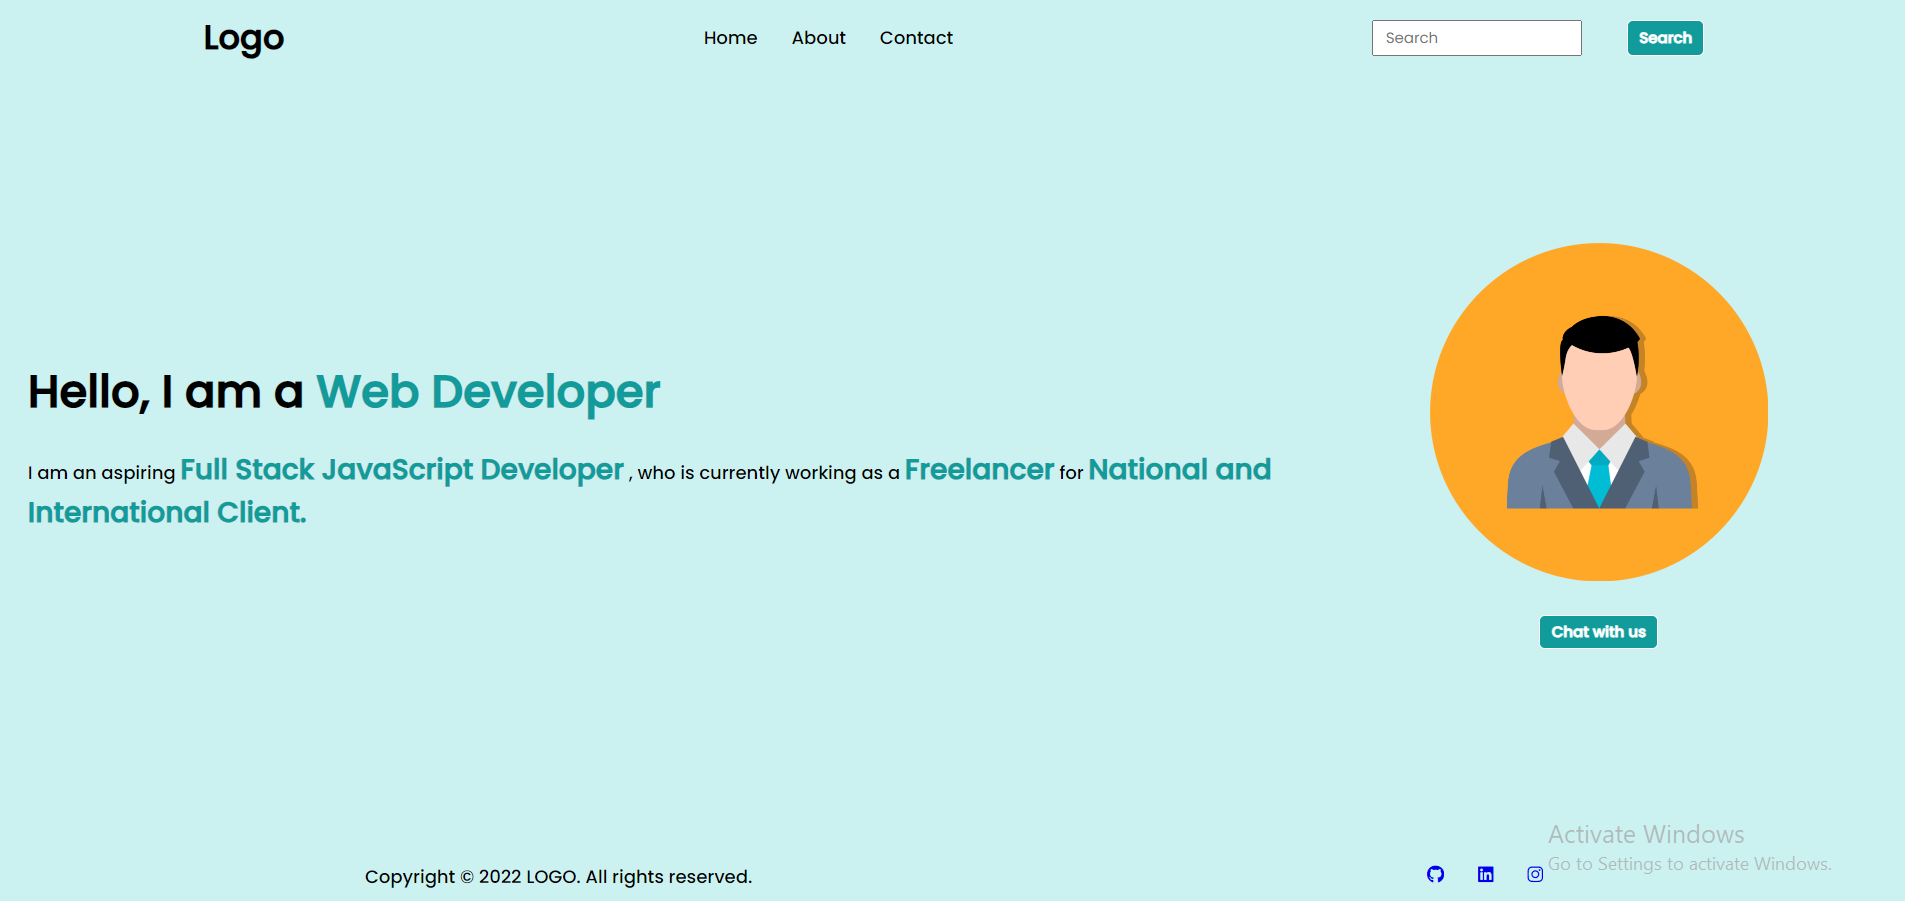 Logo
Home About Contact
Search
Search
Hello, I am a Web Developer
I am an aspiring Full Stack JavaScript Developer , who is currently working as a Freelancer for National and
International Client.
Chat with us
Activate Windows
Go to Settings to activate Windows.
Copyright © 2022 LOGO. All rights reserved.
in